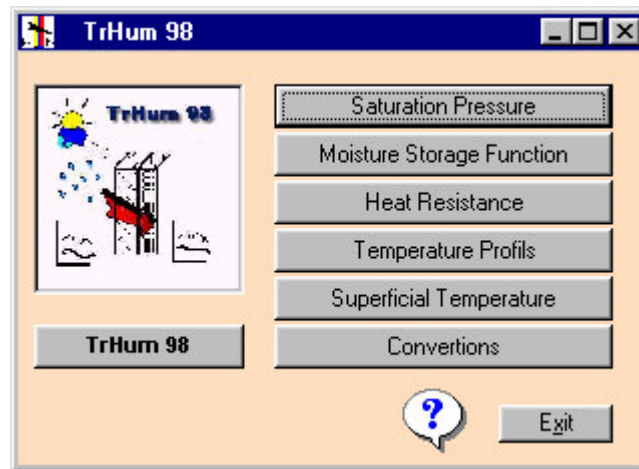 TrHum 98
TrHum 98
Saturation Pressure
Moisture Storage Function
Heat Resistance
Temperature Profils
Superficial Temperature
TrHum 98
Convertions
?
Exit